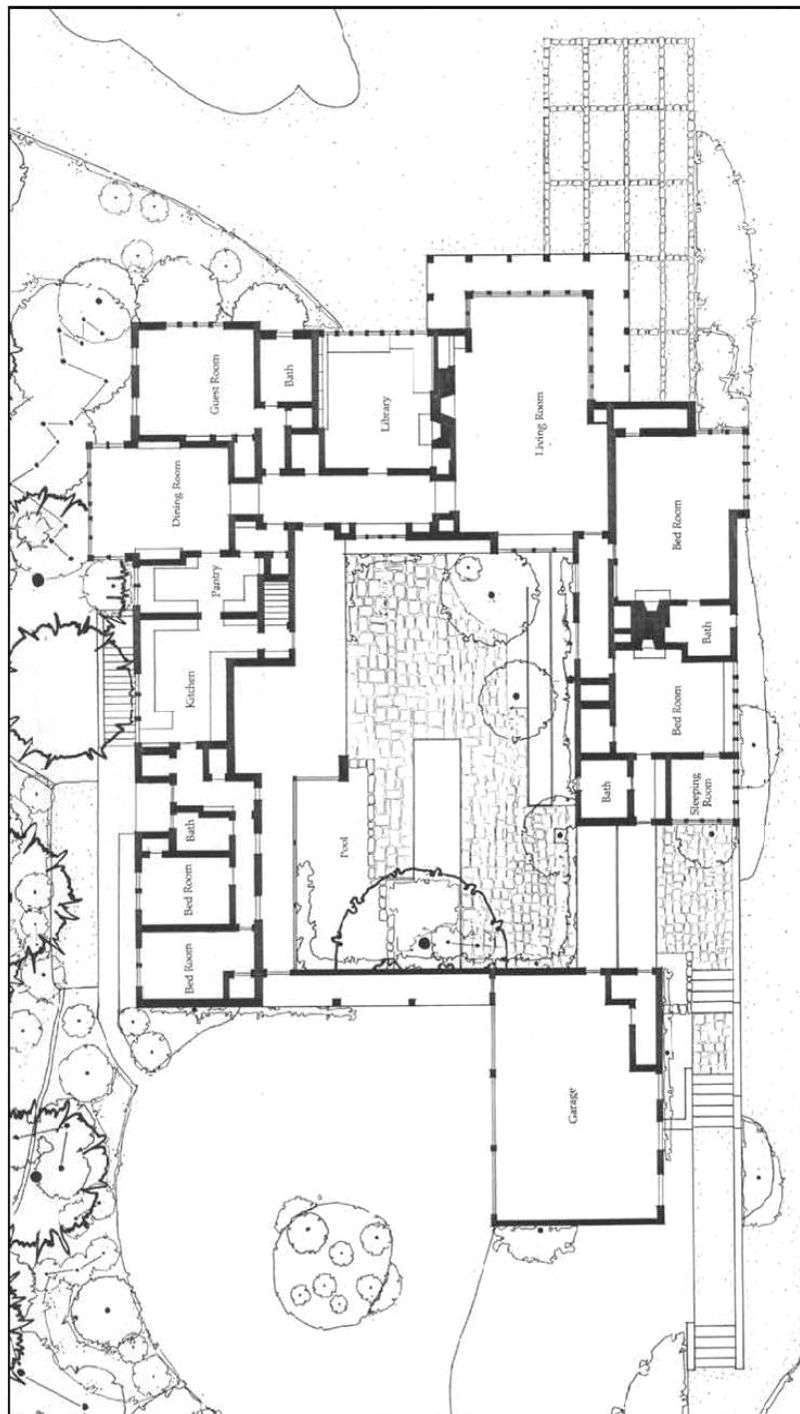 Guest Room
Bath
Library
Living Room
Dining Room
Bed Room
Pantry
Bath
Kitchen
Bed Room
Sleeping
Room
Bath
Bath
Pool
Bed Room
Bed Room
Garage